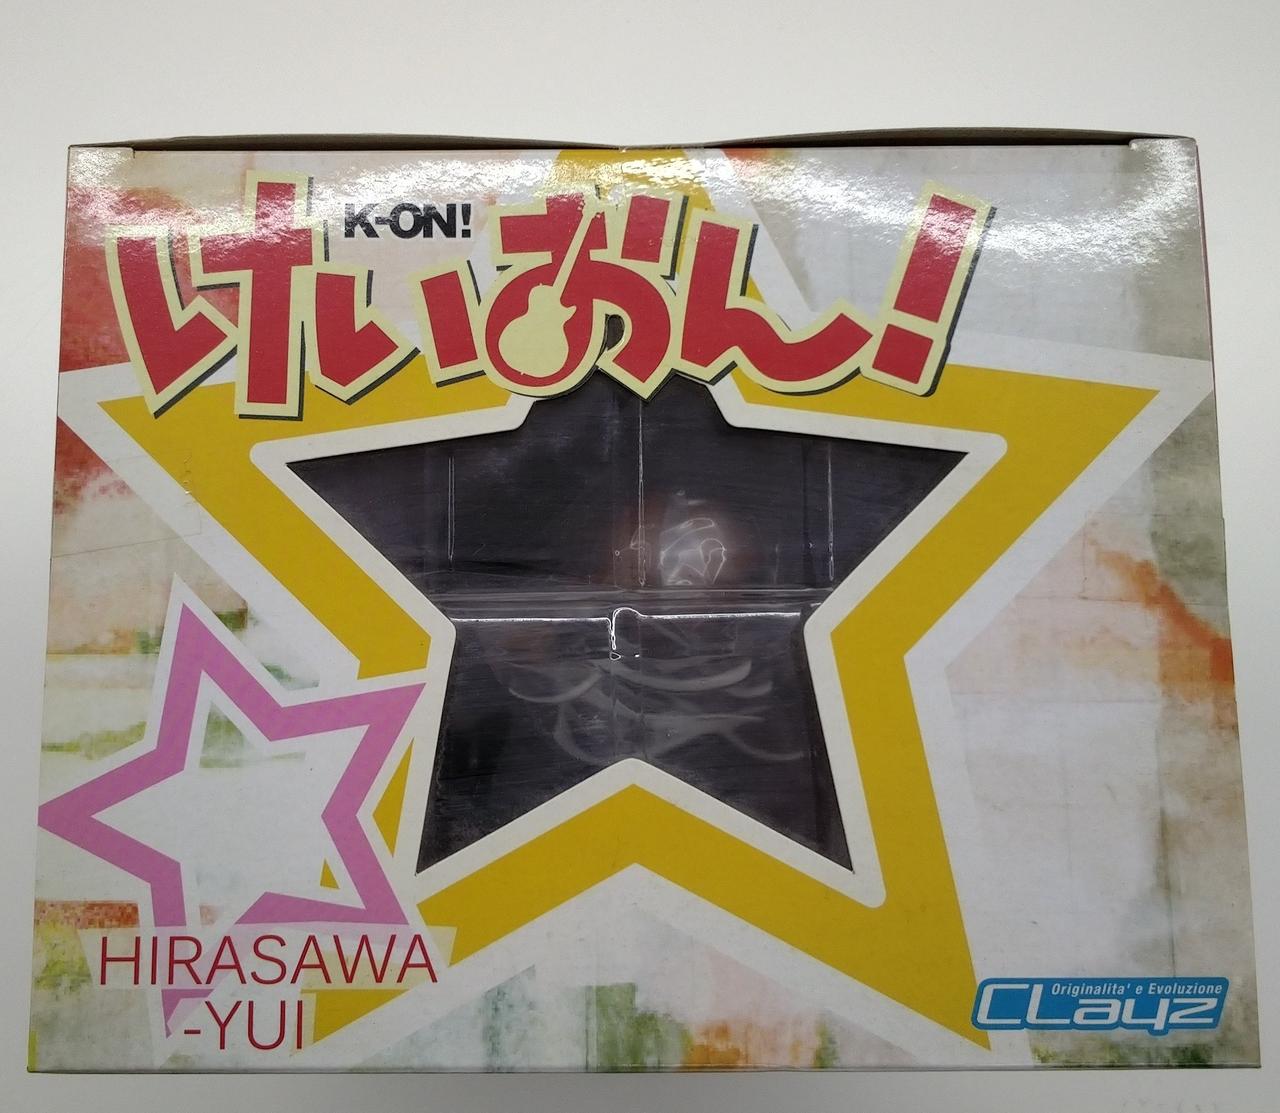 K-ON!
けいおん!
HIRASAWA
-YUI
Originalita' e Evoluzione
CLayz